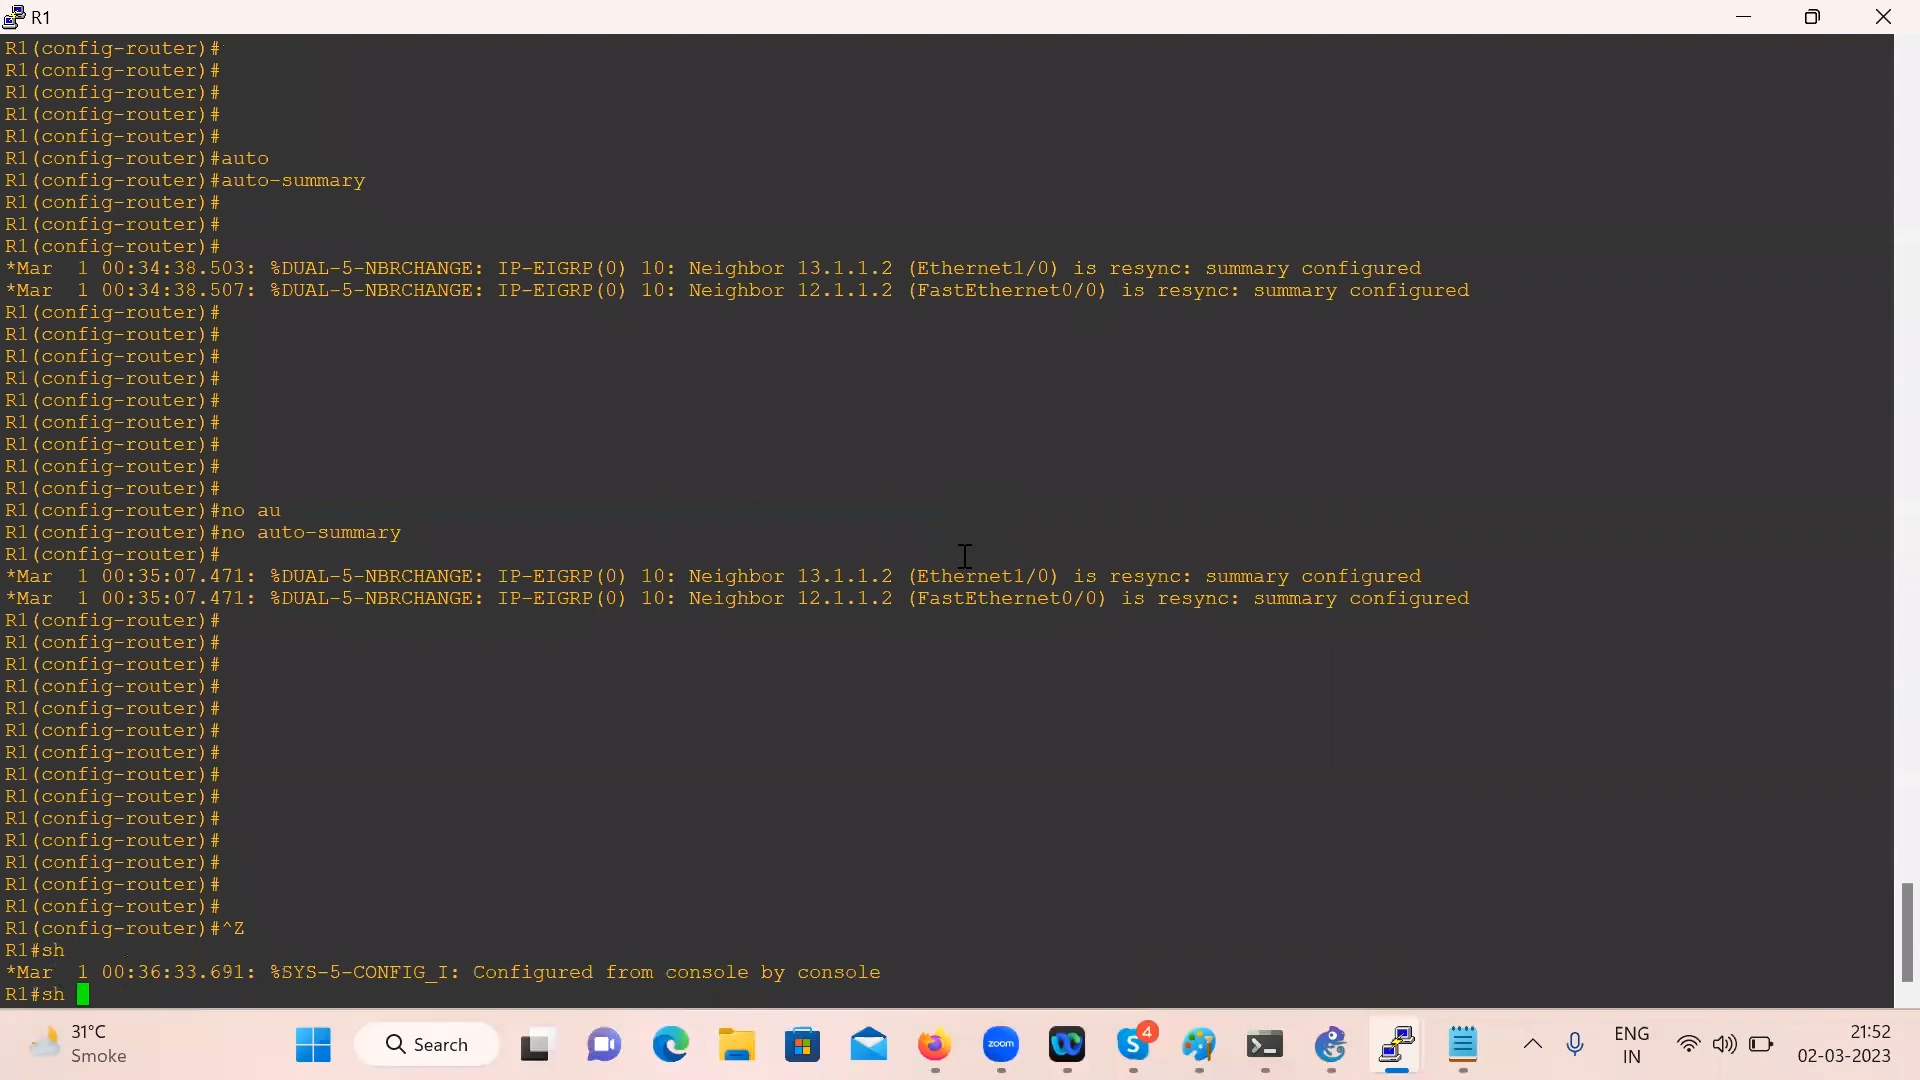 R1
R1(config-router)#
R1(config-router)#
R1(config-router)#
R1(config-router)#
R1(config-router)#
R1(config-router)#auto
R1(config-router)#auto-summary
R1(config-router)#
R1(config-router)#
R1(config-router)#
*Mar  1 00:34:38.503: %DUAL-5-NBRCHANGE: IP-EIGRP(0) 10: Neighbor 13.1.1.2 (Ethernet1/0) is resync: summary configured
*Mar  1 00:34:38.507: %DUAL-5-NBRCHANGE: IP-EIGRP(0) 10: Neighbor 12.1.1.2 (FastEthernet0/0) is resync: summary configured
R1(config-router)#
R1(config-router)#
R1(config-router)#
R1(config-router)#
R1(config-router)#
R1(config-router)#
R1(config-router)#
R1(config-router)#
R1(config-router)#
R1(config-router)#no au
R1(config-router)#no auto-summary
R1(config-router)#
*Mar  1 00:35:07.471: %DUAL-5-NBRCHANGE: IP-EIGRP(0) 10: Neighbor 13.1.1.2 (Ethernet1/0) is resync: summary configured
*Mar  1 00:35:07.471: %DUAL-5-NBRCHANGE: IP-EIGRP(0) 10: Neighbor 12.1.1.2 (FastEthernet0/0) is resync: summary configured
R1(config-router)#
R1(config-router)#
R1(config-router)#
R1(config-router)#
R1(config-router)#
R1(config-router)#
R1(config-router)#
R1(config-router)#
R1(config-router)#
R1(config-router)#
R1(config-router)#
R1(config-router)#
R1(config-router)#
R1(config-router)#
R1(config-router)#^Z
R1#sh
*Mar  1 00:36:33.691: %SYS-5-CONFIG_I: Configured from console by console
R1#sh
31°C
Smoke
Search
zoom
S
4
ENG
IN
21:52
02-03-2023